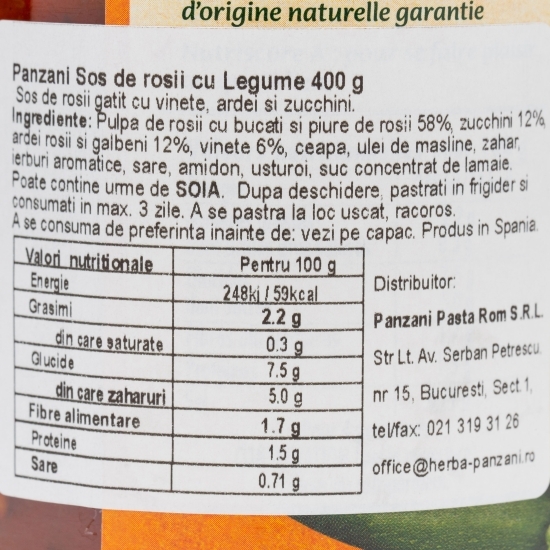 d'origine naturelle garantie
Panzani Sos de rosii cu Legume 400 g
Sos de rosii gatit cu vinete, ardei si zucchini.
Ingrediente: Pulpa de rosii cu bucati si piure de rosii 58%, zucchini 12%,
ardei rosii si galbeni 12%, vinete 6%, ceapa, ulei de masline, zahar,
ierburi aromatice, sare, amidon, usturoi, suc concentrat de lamaie.
Poate contine urme de SOIA. Dupa deschidere, pastrati in frigider si
consumati in max. 3 zile. A se pastra la loc uscat, racoros.
A se consuma de preferinta inainte de: vezi pe capac. Produs in Spania.
Valori nutritionale Pentru 100 g
Energie 248kj / 59kcal
Grasimi 2.2 g
din care saturate 0.3 g
Glucide 7.5 g
din care zaharuri 5.0 g
Fibre alimentare 1.7 g
Proteine 1.5 g
Sare 0.71 g
Distribuitor:
Panzani Pasta Rom S.R.L.
Str Lt. Av. Serban Petrescu
nr 15, Bucuresti, Sect.1,
tel/fax: 021 319 31 26
office@herba-panzani.ro